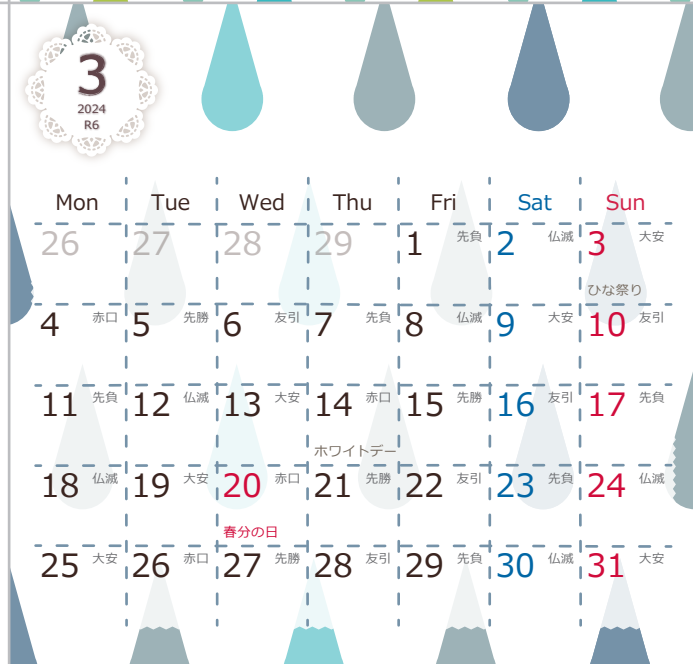 3
2024
R6
Mon Tue Wed Thu Fri Sat Sun
26 27 28 29 1 先負 2 仏滅 3 大安
ひな祭り
4 赤口 5 先勝 6 友引 7 先負 8 仏滅 9 大安 10 友引
11 先負 12 仏滅 13 大安 14 赤口 15 先勝 16 友引 17 先負
ホワイトデー
18 仏滅 19 大安 20 赤口 21 先勝 22 友引 23 先負 24 仏滅
春分の日
25 大安 26 赤口 27 先勝 28 友引 29 先負 30 仏滅 31 大安